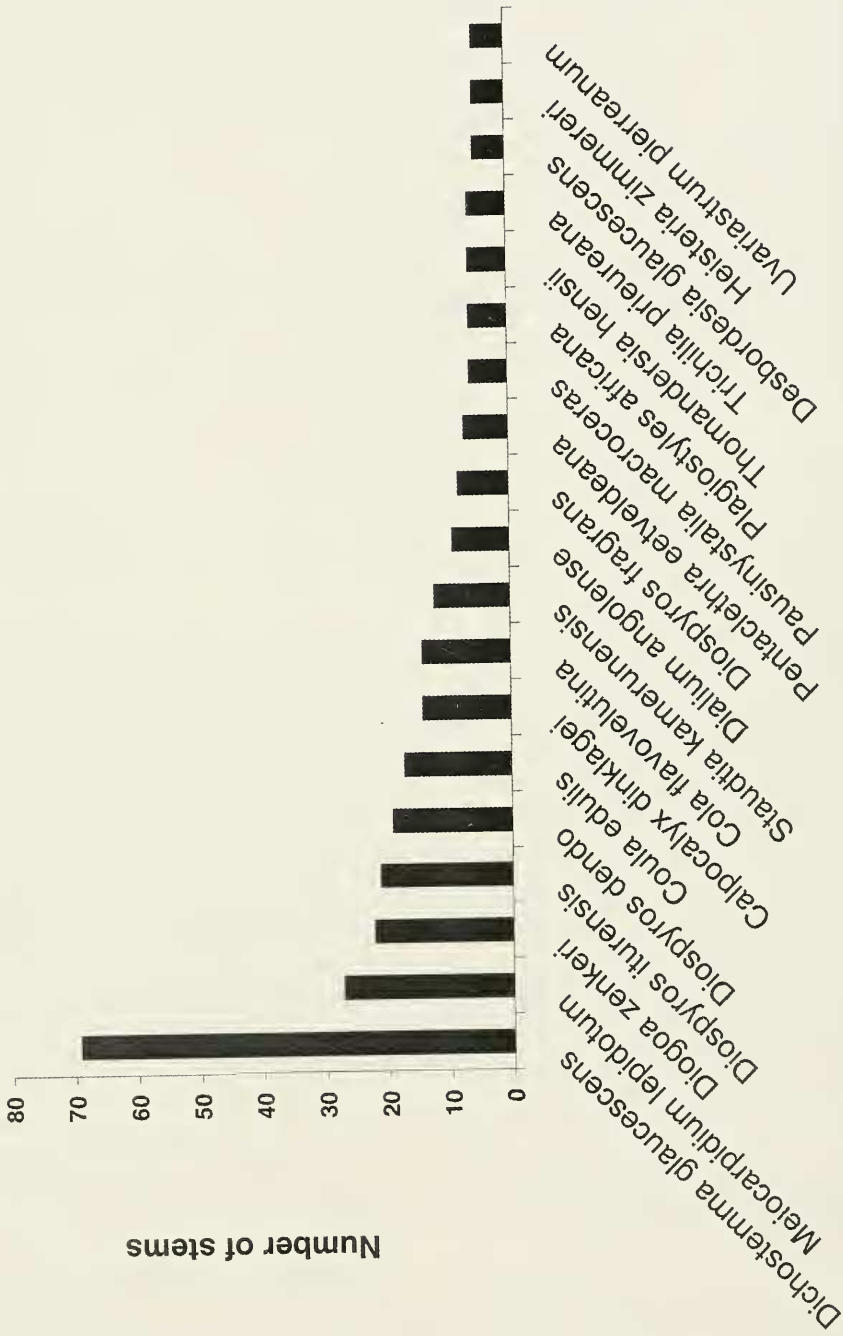 Number of stems
80
70
60
50
40
30
20
10
0
Dichostemma glaucescens
Meiocarpidium lepidotum
Diogoa zenkeri
Diospyros iturensis
Diospyros dendo
Coula edulis
Calpocalyx dinklagei
Cola flavovelutina
Staudtia kamerunensis
Dialium angolense
Diospyros fragrans
Pentaclethra eetveldeana
Pausinystalia macroceras
Plagiostyles africana
Thomandersia hensii
Trichilia prieureana
Desbordesia glaucescens
Heisteria zimmereri
Uvariastrum pierreanum